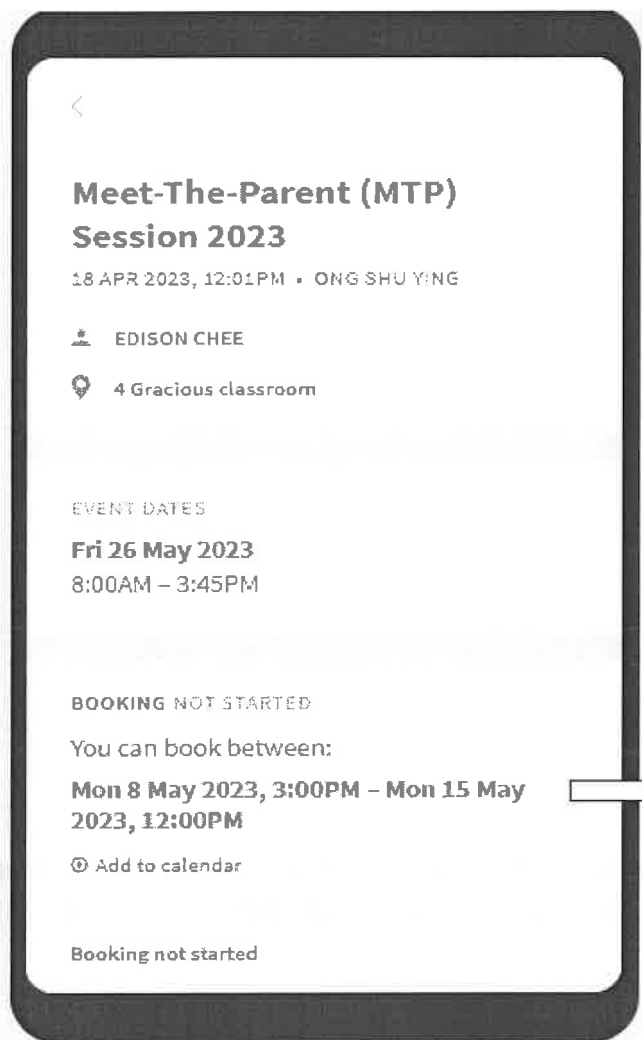 Meet-The-Parent (MTP)
Session 2023
18 APR 2023, 12:01PM • ONG SHU YING
EDISON CHEE
4 Gracious classroom
EVENT DATES
Fri 26 May 2023
8:00AM – 3:45PM
BOOKING NOT STARTED
You can book between:
Mon 8 May 2023, 3:00PM – Mon 15 May
2023, 12:00PM
Add to calendar
Booking not started